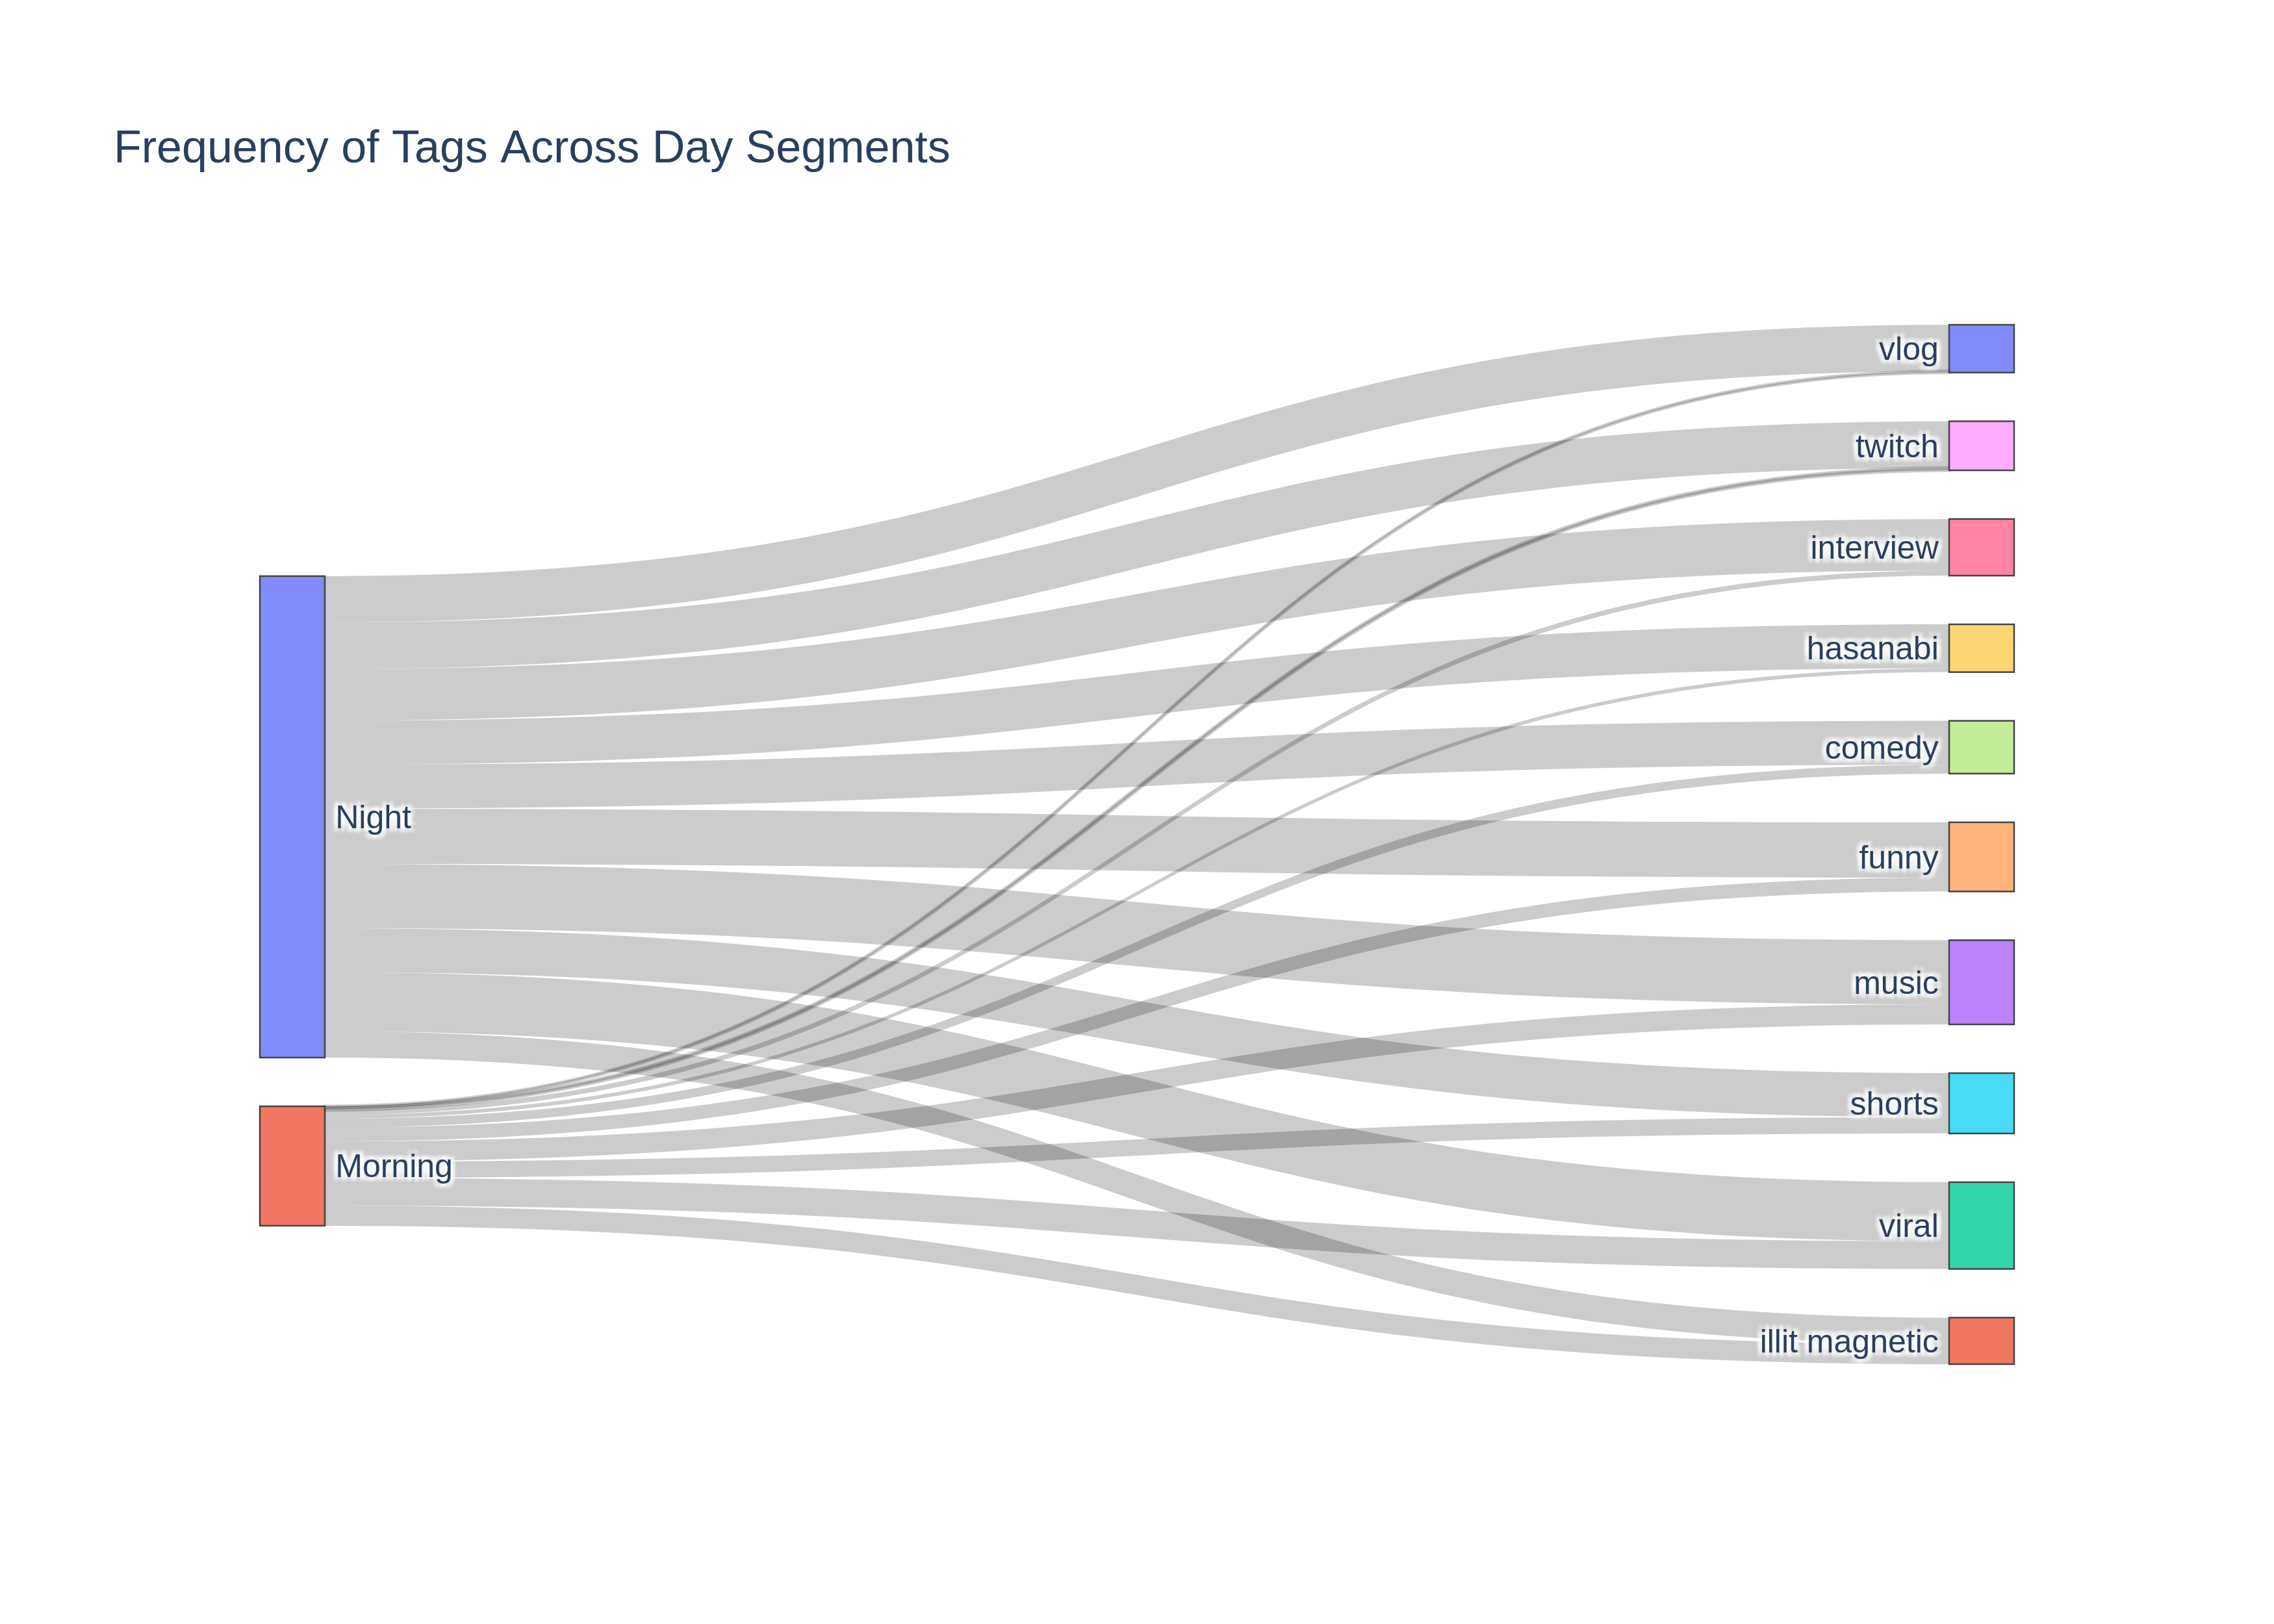 Frequency of Tags Across Day Segments
vlog
twitch
interview
hasanabi
comedy
Night
funny
music
shorts
Morning
viral
illit magnetic